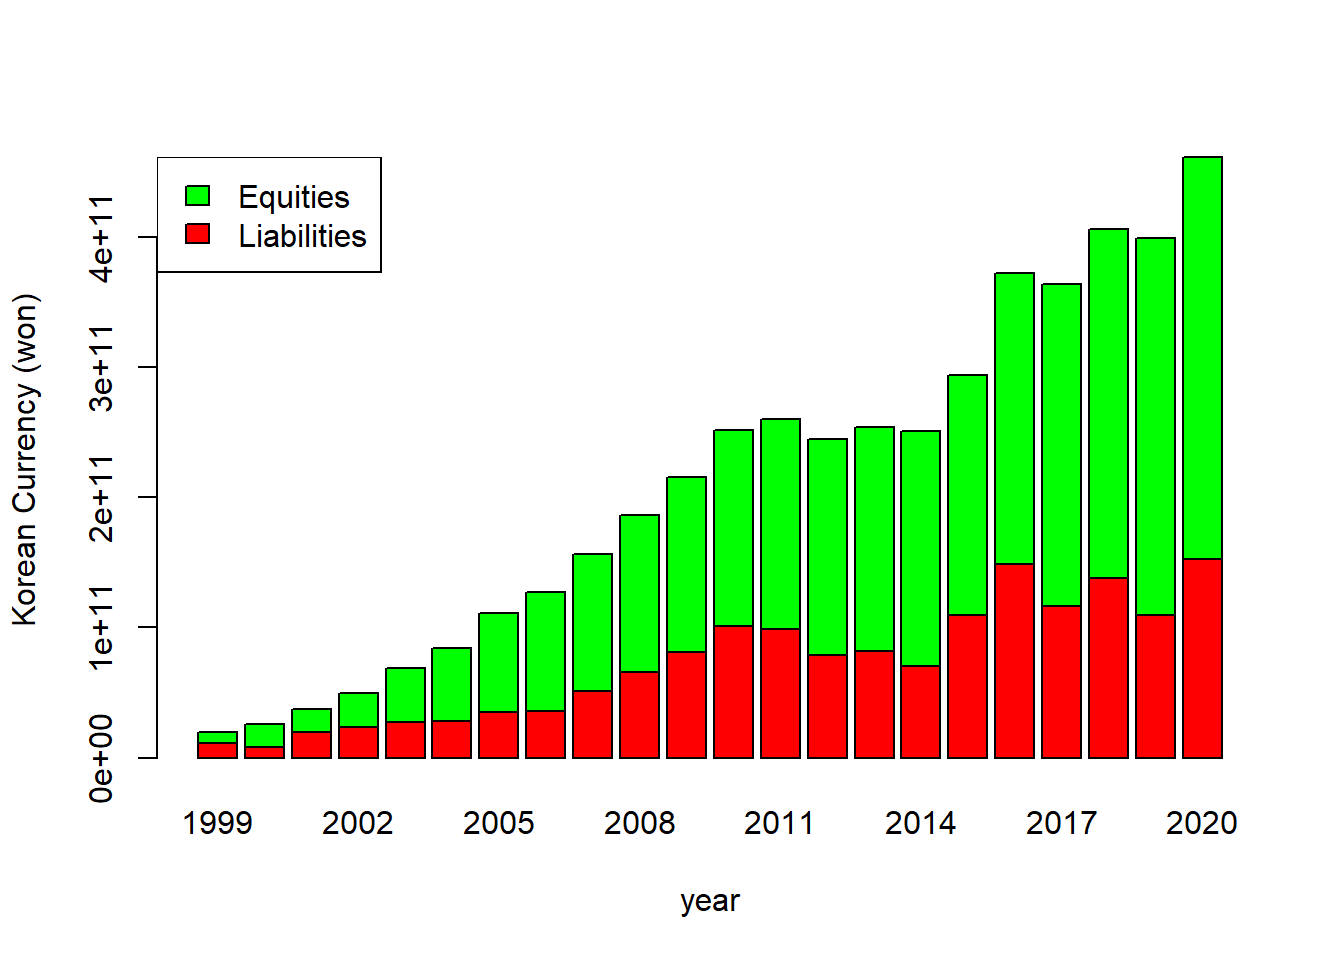 Equities
Liabilities
Korean Currency (won)
4e+11
3e+11
2e+11
1e+11
0e+00
1999 2002 2005 2008 2011 2014 2017 2020
year